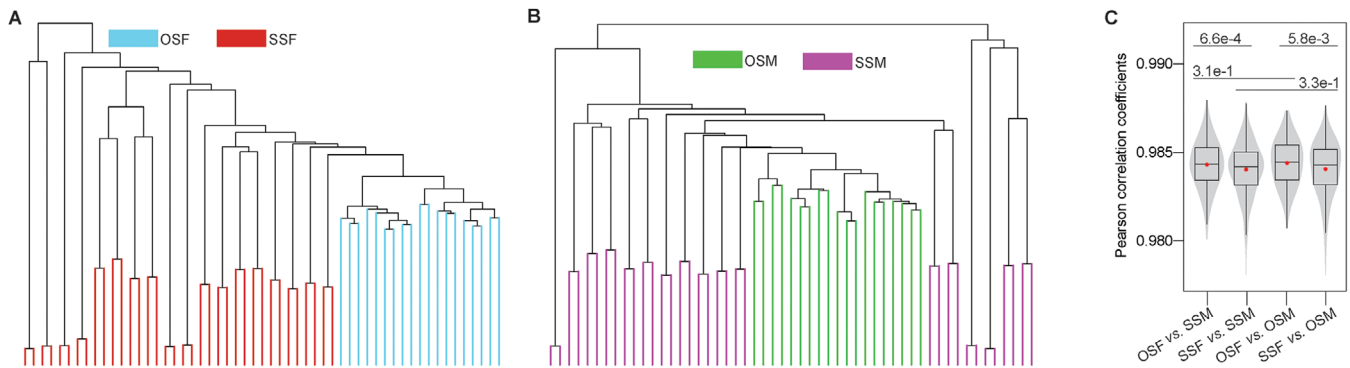 A
OSF
SSF
B
OSM
SSM
C
Pearson correlation coefficients
0.990
0.985
0.980
6.6e-4
5.8e-3
3.1e-1
3.3e-1
OSF vs. SSM
SSF vs. SSM
OSF vs. OSM
SSF vs. OSM